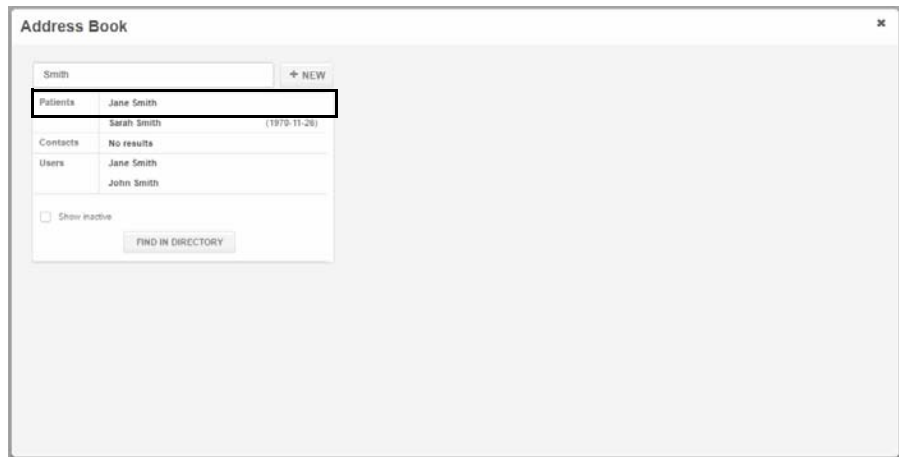 Address Book
Smith + NEW
Patients Jane Smith
Sarah Smith (1970-11-26)
Contacts No results
Users Jane Smith
John Smith
Show inactive
FIND IN DIRECTORY